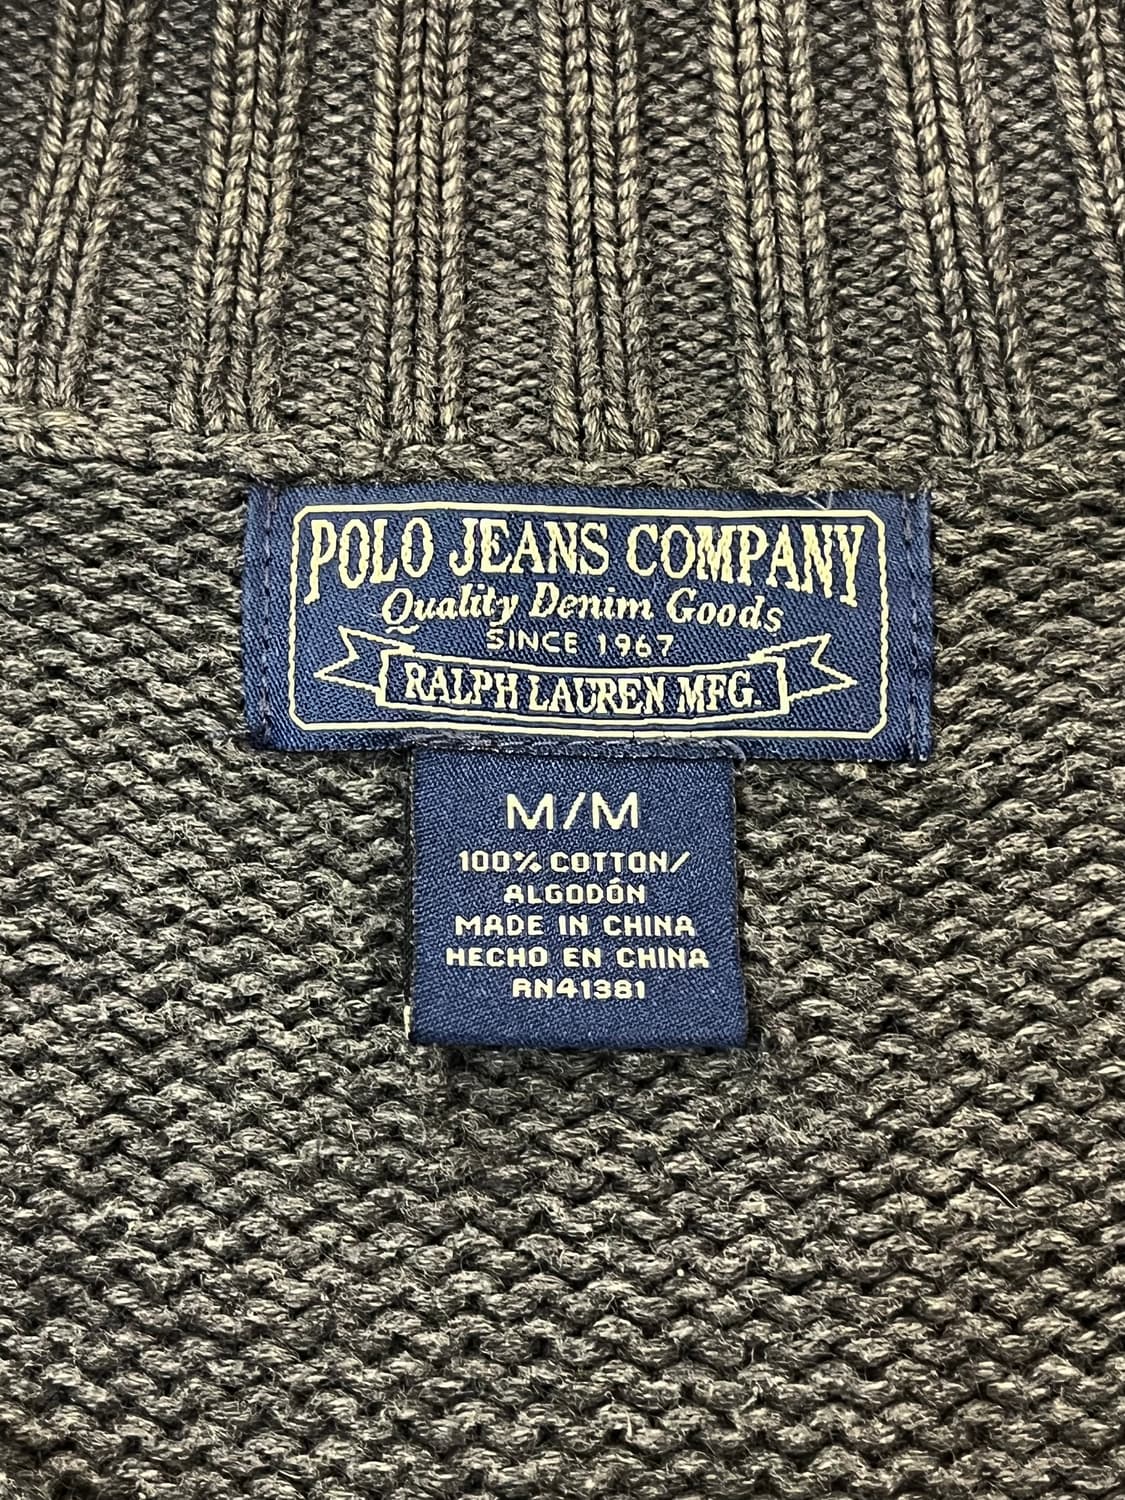 POLO JEANS COMPANY
Quality Denim Goods
SINCE 1967
RALPH LAUREN MFG.
M/M
100% COTTON/
ALGODÓN
MADE IN CHINA
HECHO EN CHINA
RN41381